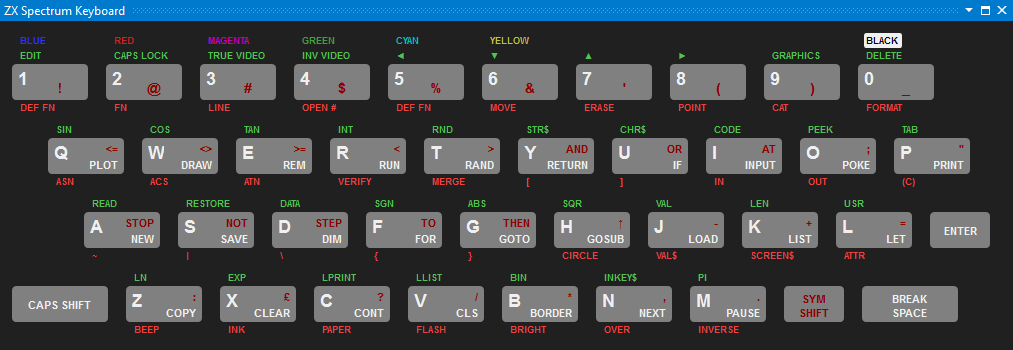 ZX Spectrum Keyboard
BLUE RED MAGENTA GREEN CYAN YELLOW BLACK
EDIT CAPS LOCK TRUE VIDEO INV VIDEO ◄ ▼ ▲ ► GRAPHICS DELETE
1 ! 2 @ 3 # 4 $ 5 % 6 & 7 ' 8 ( 9 ) 0 _
DEF FN FN LINE OPEN # DEF FN MOVE ERASE POINT CAT FORMAT
SIN COS TAN INT RND STR$ CHR$ CODE PEEK TAB
Q <= PLOT W <> DRAW E >= REM R < RUN T > RAND Y AND RETURN U OR IF I AT INPUT O ; POKE P " PRINT
ASN ACS ATN VERIFY MERGE [ ] IN OUT (C)
READ RESTORE DATA SGN ABS SQR VAL LEN USR
A STOP NEW S NOT SAVE D STEP DIM F TO FOR G THEN GOTO H ↑ GOSUB J - LOAD K + LIST L = LET ENTER
~ | \ { } CIRCLE VAL$ SCREEN$ ATTR
LN EXP LPRINT LLIST BIN INKEY$ PI
CAPS SHIFT Z : COPY X £ CLEAR C ? CONT V / CLS B * BORDER N , NEXT M . PAUSE SYM SHIFT BREAK SPACE
BEEP INK PAPER FLASH BRIGHT OVER INVERSE